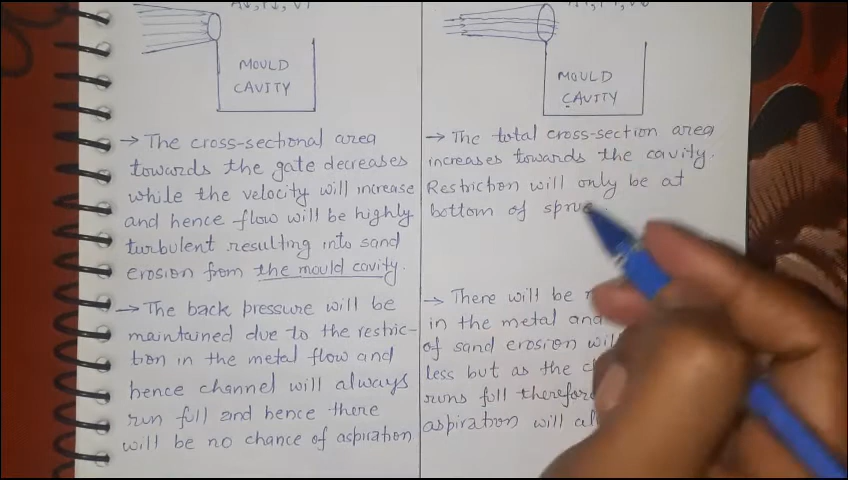 MOULD
CAVITY
→ The cross-sectional area
towards the gate decreases
while the velocity will increase
and hence flow will be highly
turbulent resulting into sand
erosion from the mould cavity.
→ The back pressure will be
maintained due to the restric-
tion in the metal flow and
hence channel will always
run full and hence there
will be no chance of aspiration
MOULD
CAVITY
→ The total cross-section area
increases towards the cavity.
Restriction will only be at
bottom of sprue
→ There will be
in the metal and
of sand erosion
less but as the
runs full therefore
aspiration will